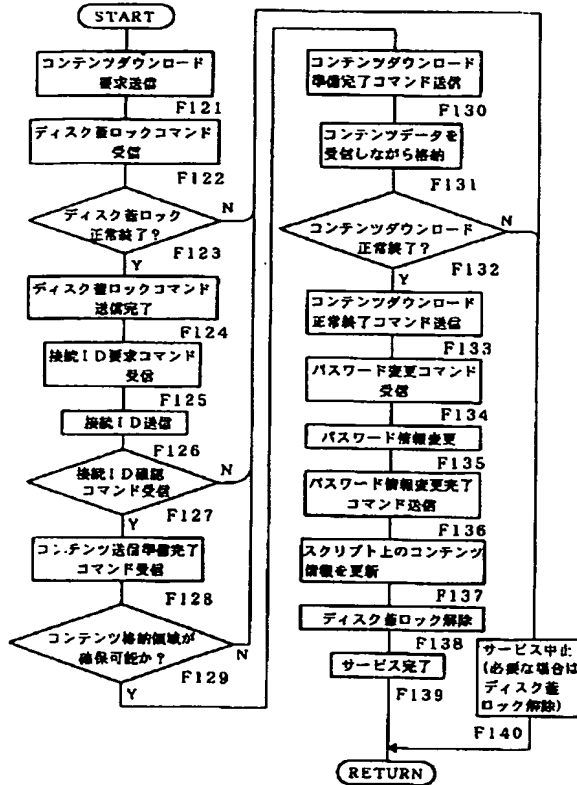 START
コンテンツダウンロード
要求送信
F121
ディスク蓋ロックコマンド
受信
F122
ディスク蓋ロック
正常終了?
N
F123
Y
ディスク蓋ロックコマンド
送信完了
F124
接続ID要求コマンド
受信
F125
接続ID送信
F126
接続ID確認
コマンド受信
N
F127
Y
コンテンツ送信準備完了
コマンド受信
F128
コンテンツ格納領域が
確保可能か?
N
F129
Y
コンテンツダウンロード
準備完了コマンド送信
F130
コンテンツデータを
受信しながら格納
F131
コンテンツダウンロード
正常終了?
N
F132
Y
コンテンツダウンロード
正常終了コマンド送信
F133
パスワード変更コマンド
受信
F134
パスワード情報変更
F135
パスワード情報変更完了
コマンド送信
F136
スクリプト上のコンテンツ
情報を更新
F137
ディスク蓋ロック解除
F138
サービス完了
F139
サービス中止
(必要な場合は
ディスク蓋
ロック解除)
F140
RETURN